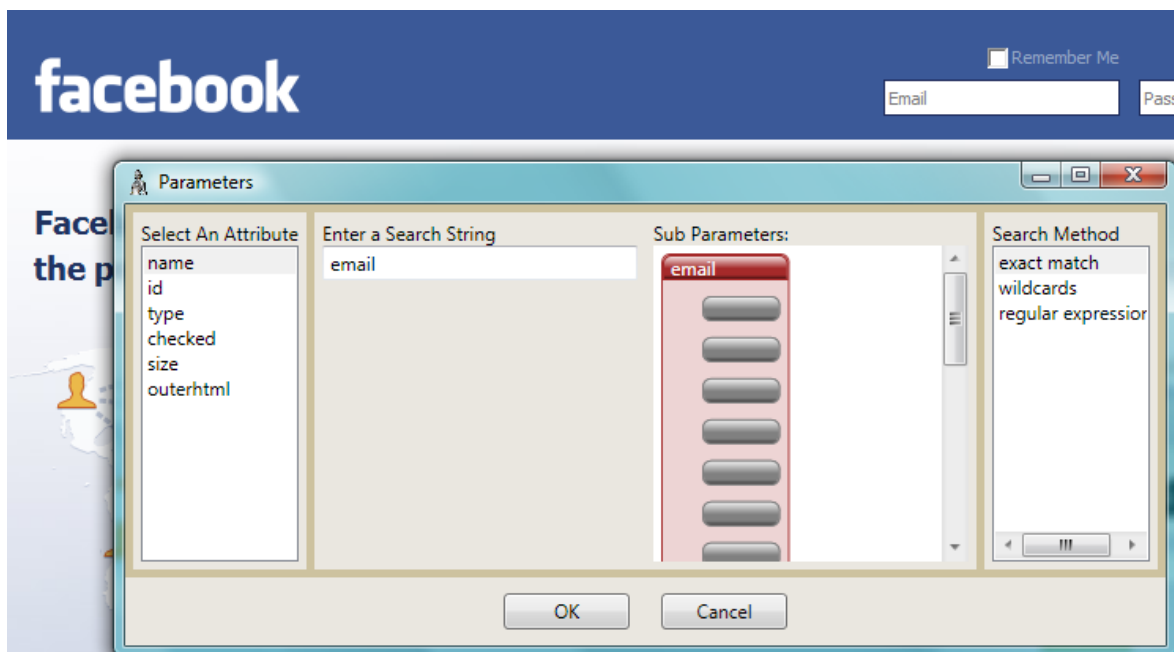 facebook
Remember Me
Email
Pass
Parameters
Facel
the p
Select An Attribute
name
id
type
checked
size
outerhtml
Enter a Search String
email
Sub Parameters:
email
Search Method
exact match
wildcards
regular expression
OK
Cancel